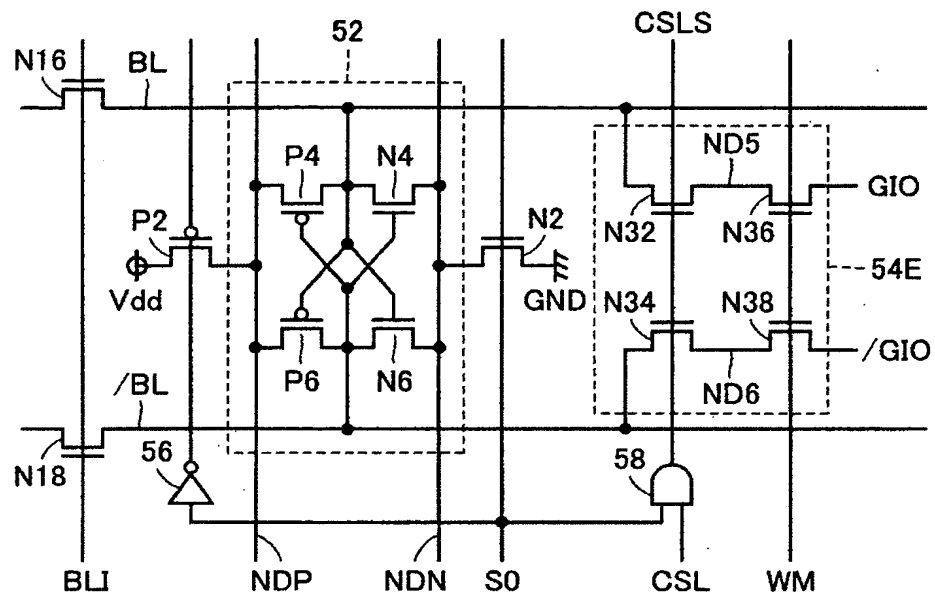 CSLS
52
N16
BL
P4
N4
ND5
GIO
P2
N2
N32
N36
54E
Vdd
GND
N34
N38
/GIO
P6
N6
ND6
/BL
N18
56
58
BLI
NDP
NDN
S0
CSL
WM